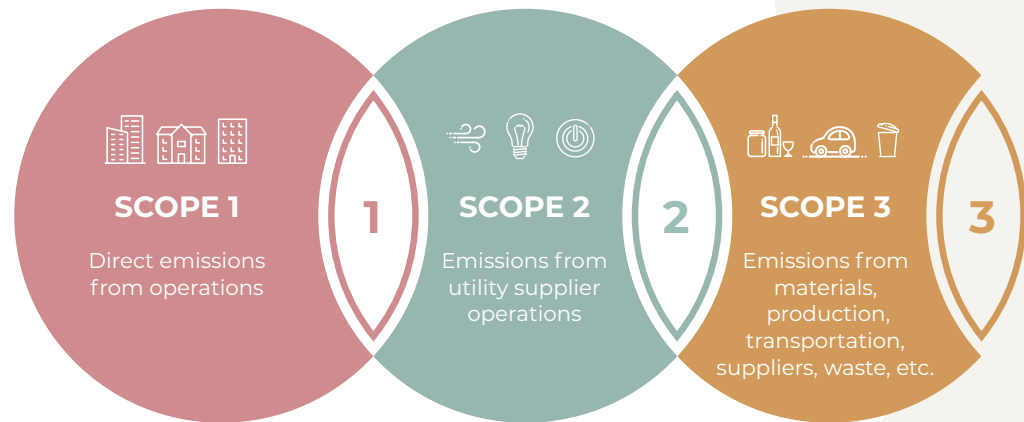 SCOPE 1
Direct emissions
from operations
1
SCOPE 2
Emissions from
utility supplier
operations
2
SCOPE 3
Emissions from
materials,
production,
transportation,
suppliers, waste, etc.
3